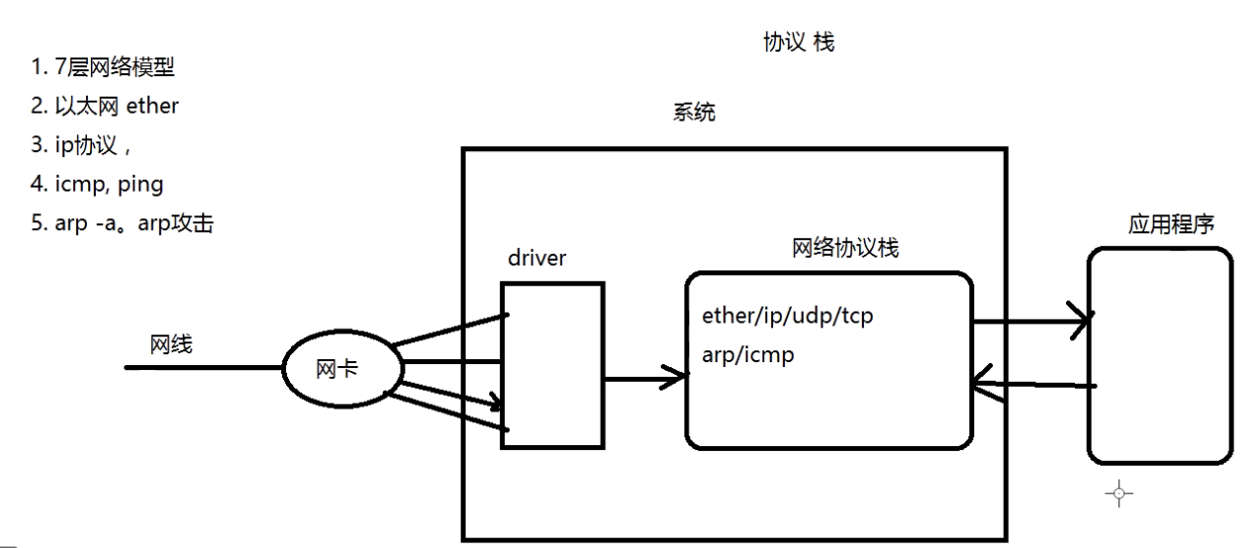 协议 栈
1. 7层网络模型
2. 以太网 ether
3. ip协议，
4. icmp, ping
5. arp -a。arp攻击
系统
应用程序
网络协议栈
driver
ether/ip/udp/tcp
arp/icmp
网线
网卡